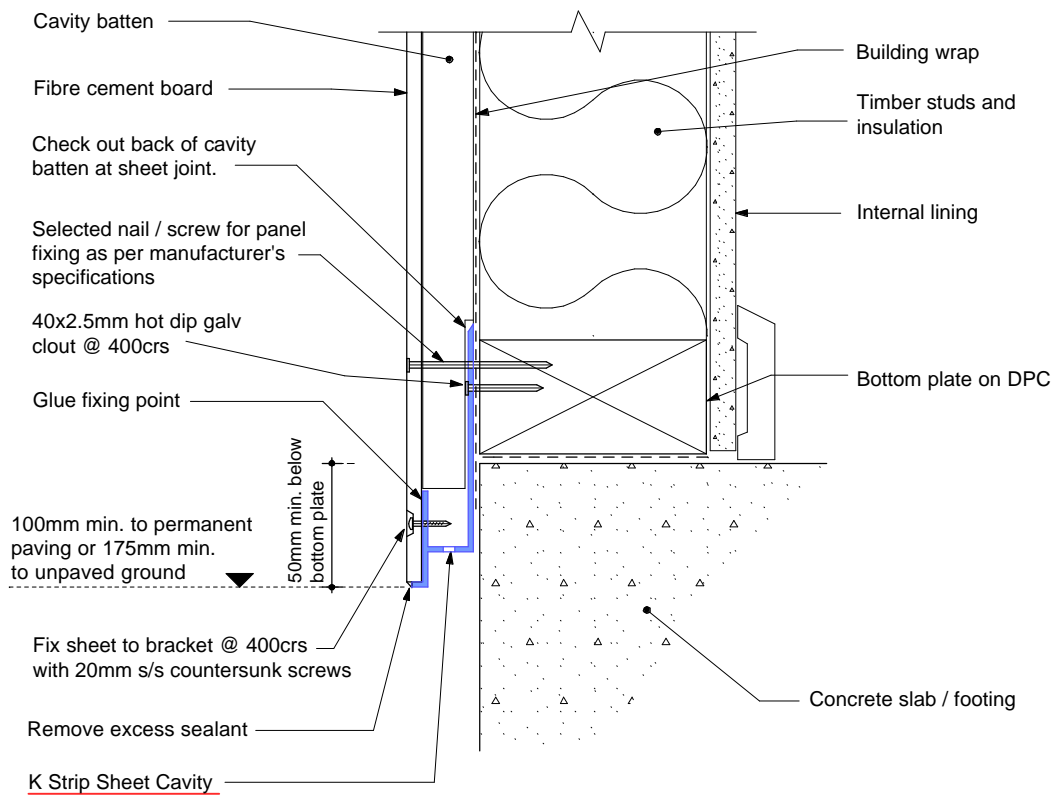 Cavity batten
Fibre cement board
Check out back of cavity
batten at sheet joint.
Selected nail / screw for panel
fixing as per manufacturer's
specifications
40x2.5mm hot dip galv
clout @ 400crs
Glue fixing point
50mm min. below
bottom plate
100mm min. to permanent
paving or 175mm min.
to unpaved ground
Fix sheet to bracket @ 400crs
with 20mm s/s countersunk screws
Remove excess sealant
K Strip Sheet Cavity
Building wrap
Timber studs and
insulation
Internal lining
Bottom plate on DPC
Concrete slab / footing